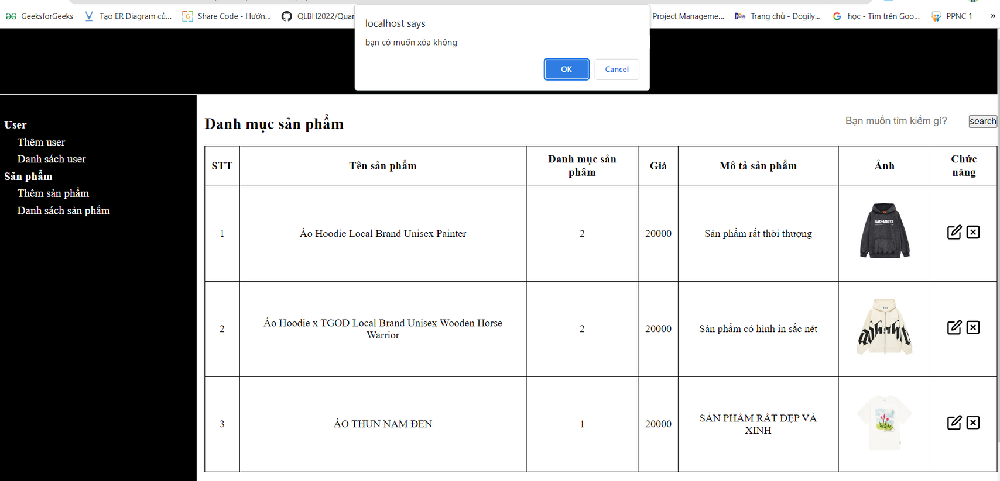 GeeksforGeeks
Tạo ER Diagram củ...
Share Code - Hướn...
QLBH2022/Quar
Project Manageme...
Trang chủ - Dogily...
học - Tìm trên Goo...
PPNC 1
»
localhost says
bạn có muốn xóa không
OK
Cancel
User
Thêm user
Danh sách user
Sản phẩm
Thêm sản phẩm
Danh sách sản phẩm
Danh mục sản phẩm
Bạn muốn tìm kiếm gì?
search
STT
Tên sản phẩm
Danh mục sản
phâm
Giá
Mô tả sản phẩm
Ảnh
Chức
năng
1
Áo Hoodie Local Brand Unisex Painter
2
20000
Sản phẩm rất thời thượng
BADHABITS
2
Áo Hoodie x TGOD Local Brand Unisex Wooden Horse
Warrior
2
20000
Sản phẩm có hình in sắc nét
3
ÁO THUN NAM ĐEN
1
20000
SẢN PHẨM RẤT ĐẸP VÀ
XINH